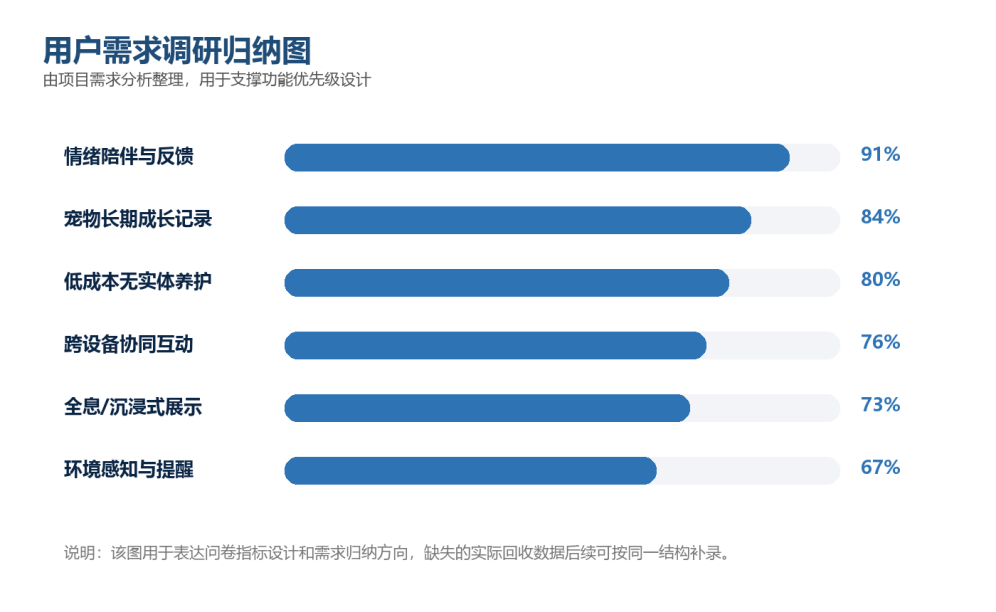 用户需求调研归纳图
由项目需求分析整理，用于支撑功能优先级设计
情绪陪伴与反馈 91%
宠物长期成长记录 84%
低成本无实体养护 80%
跨设备协同互动 76%
全息/沉浸式展示 73%
环境感知与提醒 67%
说明：该图用于表达问卷指标设计和需求归纳方向，缺失的实际回收数据后续可按同一结构补录。